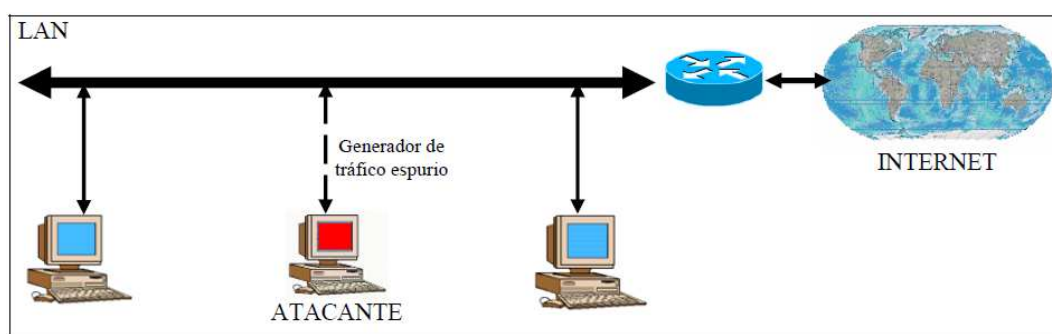 LAN
Generador de
tráfico espurio
INTERNET
ATACANTE